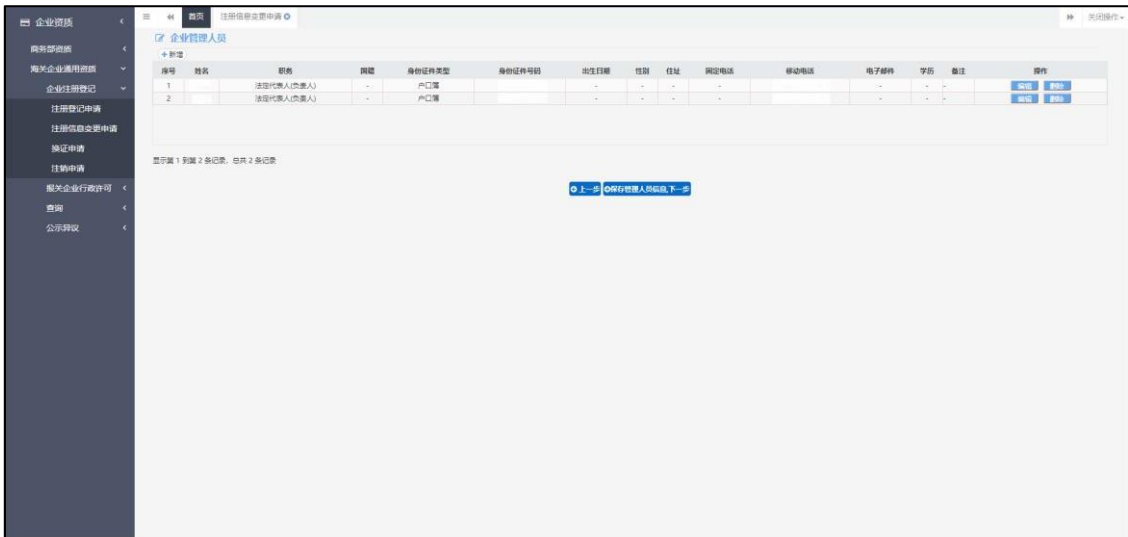 企业资质
商务部资质
海关企业通用资质
企业注册登记
注册登记申请
注册信息变更申请
换证申请
注销申请
报关企业行政许可
查询
公示异议
首页 注册信息变更申请 关闭操作
企业管理人员
+新增
序号 姓名 职务 国籍 身份证件类型 身份证件号码 出生日期 性别 住址 固定电话 移动电话 电子邮件 学历 备注 操作
1 法定代表人(负责人) - 户口簿 - - - - - - - 编辑 删除
2 法定代表人(负责人) - 户口簿 - - - - - - - 编辑 删除
显示第 1 到第 2 条记录，总共 2 条记录
上一步 保存管理人员信息,下一步